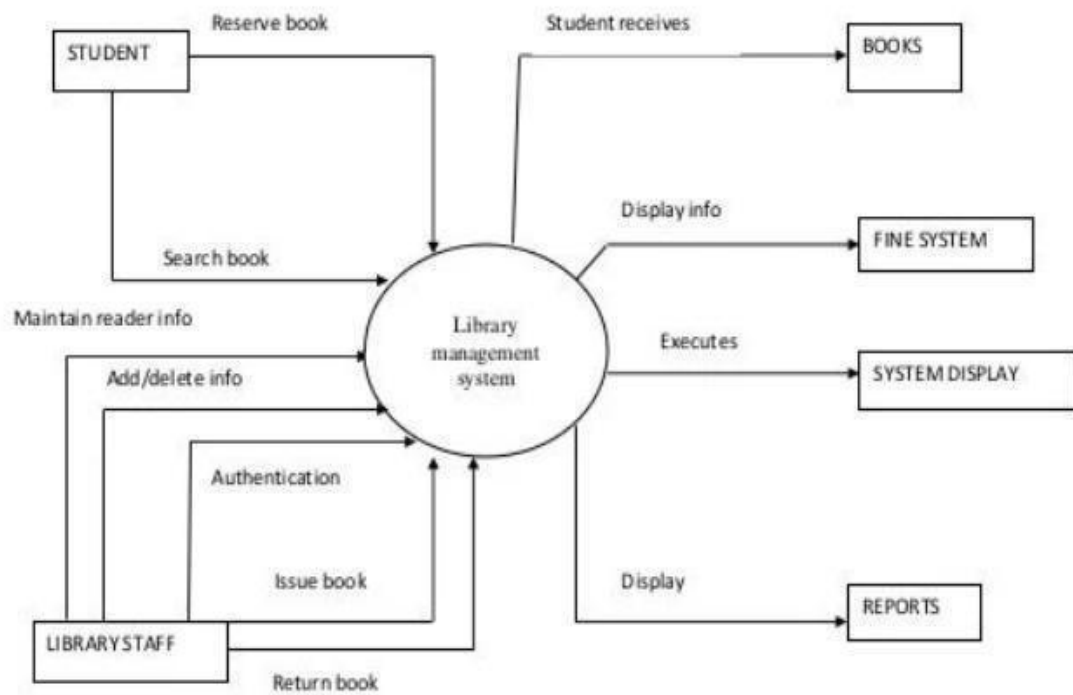 Reserve book
Student receives
STUDENT
BOOKS
Display info
FINE SYSTEM
Search book
Maintain reader info
Library
management
system
Executes
Add/delete info
SYSTEM DISPLAY
Authentication
Issue book
Display
REPORTS
LIBRARY STAFF
Return book